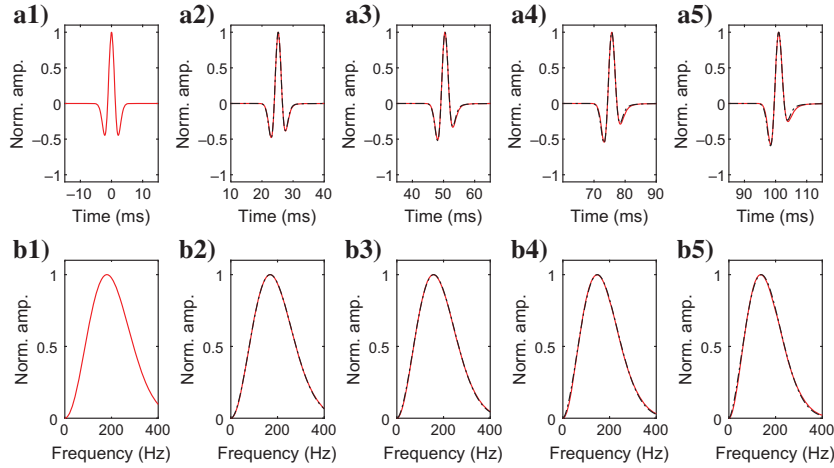 a1) a2) a3) a4) a5)
1 1 1 1 1
0.5 0.5 0.5 0.5 0.5
0 0 0 0 0
−0.5 −0.5 −0.5 −0.5 −0.5
−1 −1 −1 −1 −1
Norm. amp. Norm. amp. Norm. amp. Norm. amp. Norm. amp.
−10 0 10 10 20 30 40 40 50 60 70 80 90 90 100 110
Time (ms) Time (ms) Time (ms) Time (ms) Time (ms)
b1) b2) b3) b4) b5)
1 1 1 1 1
0.5 0.5 0.5 0.5 0.5
0 0 0 0 0
Norm. amp. Norm. amp. Norm. amp. Norm. amp. Norm. amp.
0 200 400 0 200 400 0 200 400 0 200 400 0 200 400
Frequency (Hz) Frequency (Hz) Frequency (Hz) Frequency (Hz) Frequency (Hz)